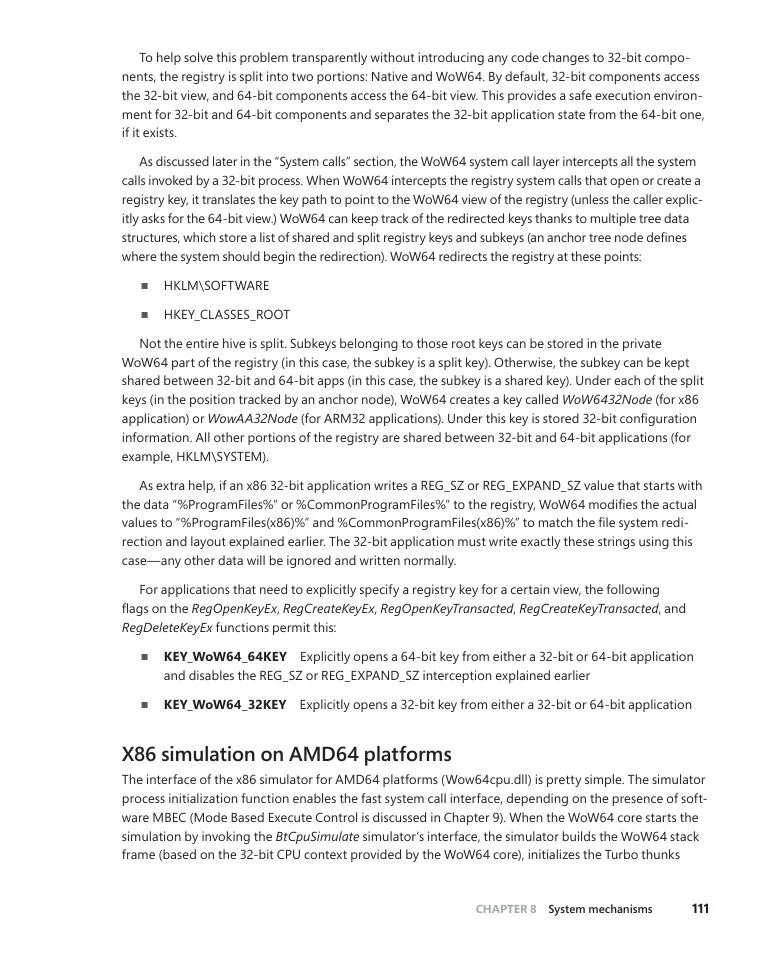 To help solve this problem transparently without introducing any code changes to 32-bit compo-
nents, the registry is split into two portions: Native and WoW64. By default, 32-bit components access
the 32-bit view, and 64-bit components access the 64-bit view. This provides a safe execution environ-
ment for 32-bit and 64-bit components and separates the 32-bit application state from the 64-bit one,
if it exists.
As discussed later in the “System calls” section, the WoW64 system call layer intercepts all the system
calls invoked by a 32-bit process. When WoW64 intercepts the registry system calls that open or create a
registry key, it translates the key path to point to the WoW64 view of the registry (unless the caller explic-
itly asks for the 64-bit view.) WoW64 can keep track of the redirected keys thanks to multiple tree data
structures, which store a list of shared and split registry keys and subkeys (an anchor tree node defines
where the system should begin the redirection). WoW64 redirects the registry at these points:
■ HKLM\SOFTWARE
■ HKEY_CLASSES_ROOT
Not the entire hive is split. Subkeys belonging to those root keys can be stored in the private
WoW64 part of the registry (in this case, the subkey is a split key). Otherwise, the subkey can be kept
shared between 32-bit and 64-bit apps (in this case, the subkey is a shared key). Under each of the split
keys (in the position tracked by an anchor node), WoW64 creates a key called WoW6432Node (for x86
application) or WowAA32Node (for ARM32 applications). Under this key is stored 32-bit configuration
information. All other portions of the registry are shared between 32-bit and 64-bit applications (for
example, HKLM\SYSTEM).
As extra help, if an x86 32-bit application writes a REG_SZ or REG_EXPAND_SZ value that starts with
the data “%ProgramFiles%” or %CommonProgramFiles%” to the registry, WoW64 modifies the actual
values to “%ProgramFiles(x86)%” and %CommonProgramFiles(x86)%” to match the file system redi-
rection and layout explained earlier. The 32-bit application must write exactly these strings using this
case—any other data will be ignored and written normally.
For applications that need to explicitly specify a registry key for a certain view, the following
flags on the RegOpenKeyEx, RegCreateKeyEx, RegOpenKeyTransacted, RegCreateKeyTransacted, and
RegDeleteKeyEx functions permit this:
■ KEY_WoW64_64KEY Explicitly opens a 64-bit key from either a 32-bit or 64-bit application
and disables the REG_SZ or REG_EXPAND_SZ interception explained earlier
■ KEY_WoW64_32KEY Explicitly opens a 32-bit key from either a 32-bit or 64-bit application
X86 simulation on AMD64 platforms
The interface of the x86 simulator for AMD64 platforms (Wow64cpu.dll) is pretty simple. The simulator
process initialization function enables the fast system call interface, depending on the presence of soft-
ware MBEC (Mode Based Execute Control is discussed in Chapter 9). When the WoW64 core starts the
simulation by invoking the BtCpuSimulate simulator’s interface, the simulator builds the WoW64 stack
frame (based on the 32-bit CPU context provided by the WoW64 core), initializes the Turbo thunks
CHAPTER 8 System mechanisms 111